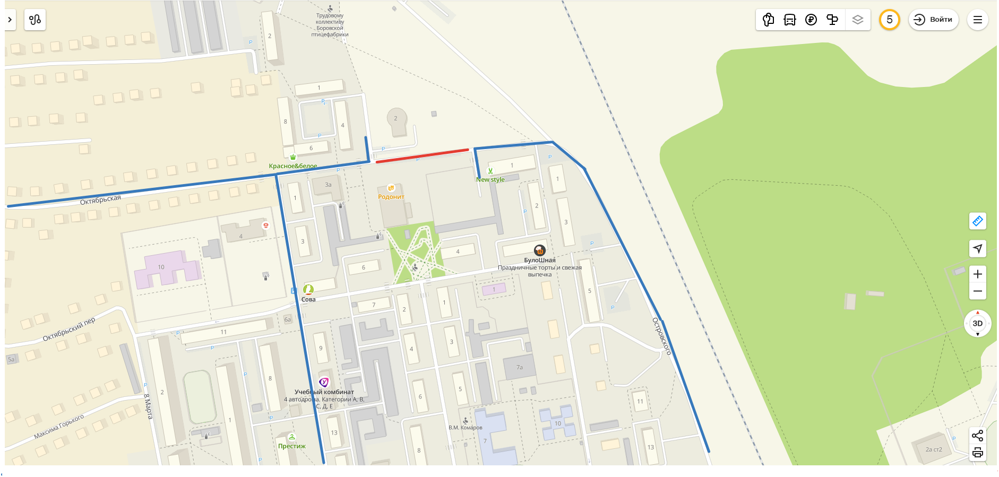 Трудовому
коллективу
Боровской
птицефабрики
5
Войти
P
2
1
P
8
4
2
P
6
P
P
Красное&белое
P
P
1
New style
Октябрьская
3а
1
Родонит
1
2
P
3
4
3
4
P
БулоШная
Праздничные торты и свежая
выпечка
10
6
5
1
Сова
7
2
1
P
3D
Октябрьский пер
6а
11
P
P
Островского
5а
9
4
3
7а
P
8
P
2
8 Марта
Учебный комбинат
4 автодрома. Категории А, В,
С, Д, Е
6
5
11
Максима Горького
P
1
13
В.М. Комаров
10
7
Престиж
8
13
P
2а ст2
P